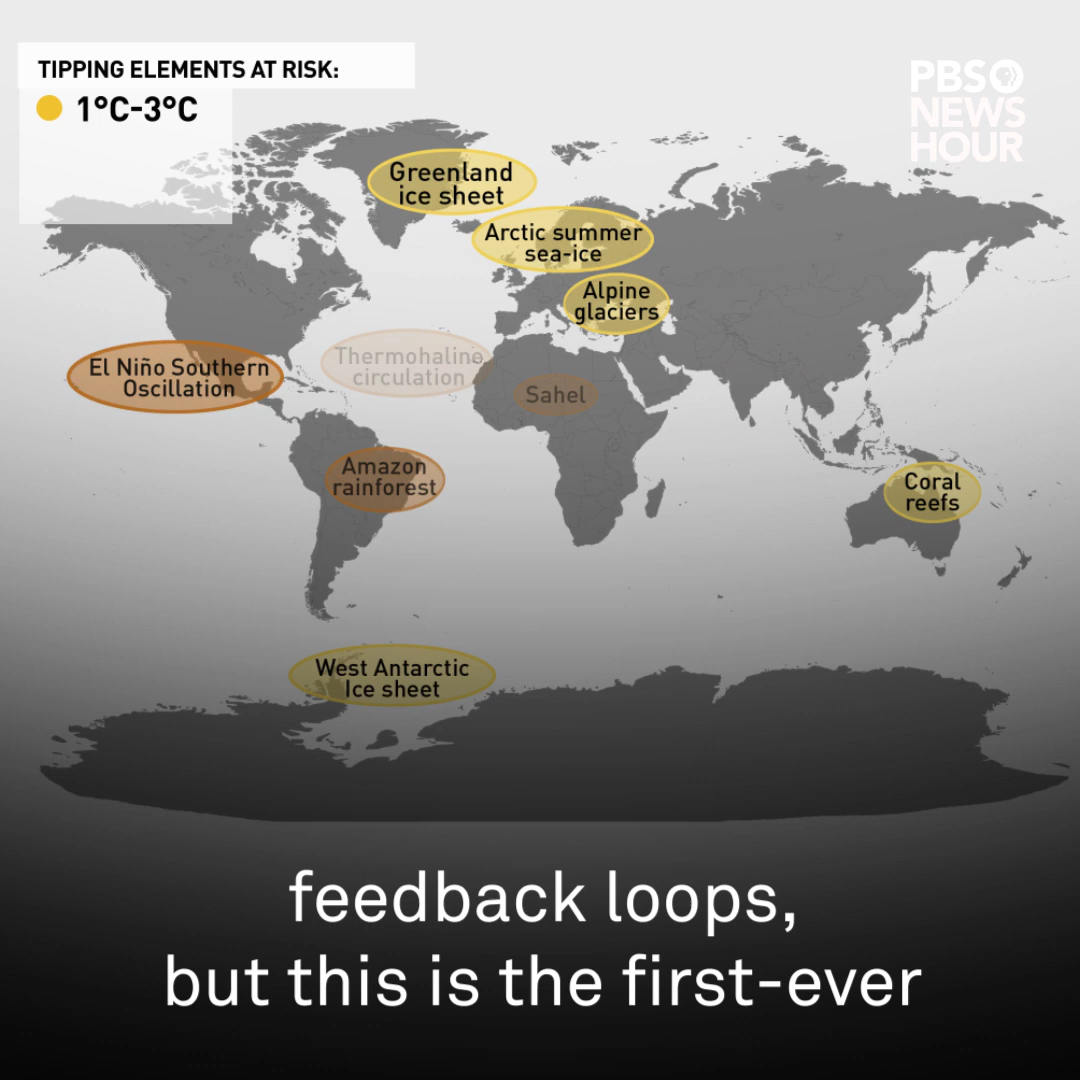 TIPPING ELEMENTS AT RISK:
1°C-3°C
PBS
NEWS
HOUR
Greenland
ice sheet
Arctic summer
sea-ice
Alpine
glaciers
El Niño Southern
Oscillation
Thermohaline
circulation
Sahel
Amazon
rainforest
Coral
reefs
West Antarctic
Ice sheet
feedback loops,
but this is the first-ever